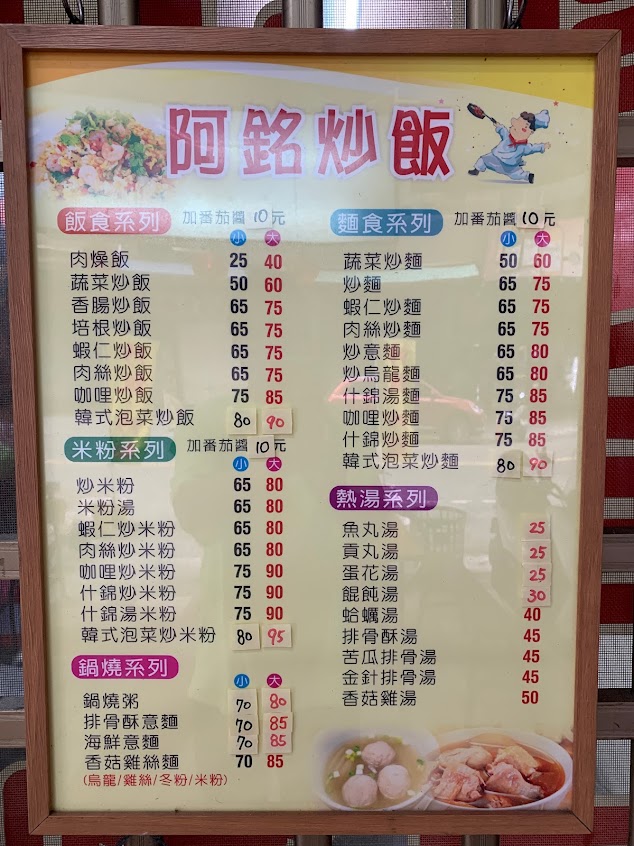 阿銘炒飯
飯食系列 加番茄醬10元
小 大
肉燥飯 25 40
蔬菜炒飯 50 60
香腸炒飯 65 75
培根炒飯 65 75
蝦仁炒飯 65 75
肉絲炒飯 65 75
咖哩炒飯 75 85
韓式泡菜炒飯 80 90
米粉系列 加番茄醬10元
小 大
炒米粉 65 80
米粉湯 65 80
蝦仁炒米粉 65 80
肉絲炒米粉 65 80
咖哩炒米粉 75 90
什錦炒米粉 75 90
什錦湯米粉 75 90
韓式泡菜炒米粉 80 95
鍋燒系列
小 大
鍋燒粥 70 80
排骨酥意麵 70 85
海鮮意麵 70 85
香菇雞絲麵 70 85
(烏龍/雞絲/冬粉/米粉)
麵食系列 加番茄醬10元
小 大
蔬菜炒麵 50 60
炒麵 65 75
蝦仁炒麵 65 75
肉絲炒麵 65 75
炒意麵 65 80
炒烏龍麵 65 80
什錦湯麵 75 85
咖哩炒麵 75 85
什錦炒麵 75 85
韓式泡菜炒麵 80 90
熱湯系列
魚丸湯 25
貢丸湯 25
蛋花湯 25
餛飩湯 30
蛤蠣湯 40
排骨酥湯 45
苦瓜排骨湯 45
金針排骨湯 45
香菇雞湯 50